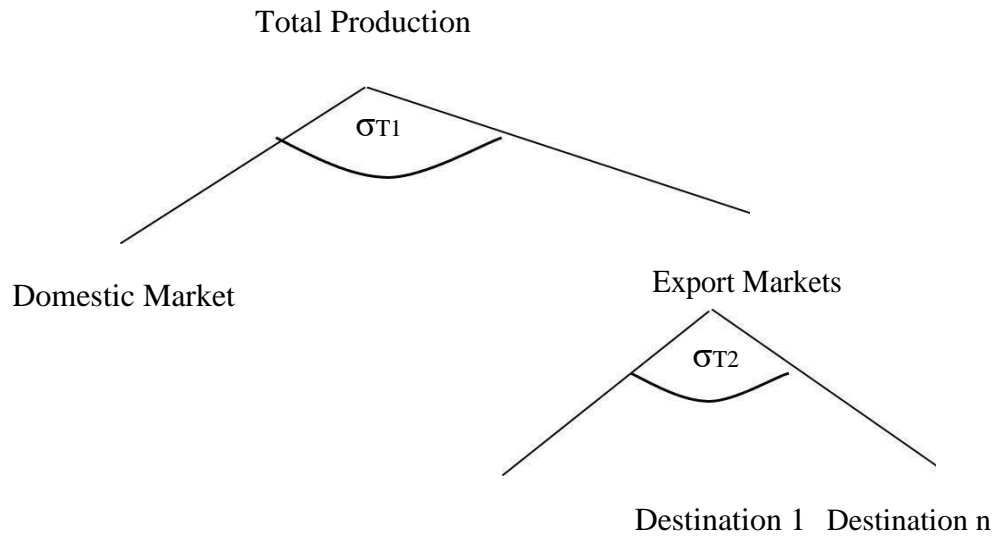 Total Production
σT1
Domestic Market
Export Markets
σT2
Destination 1 Destination n